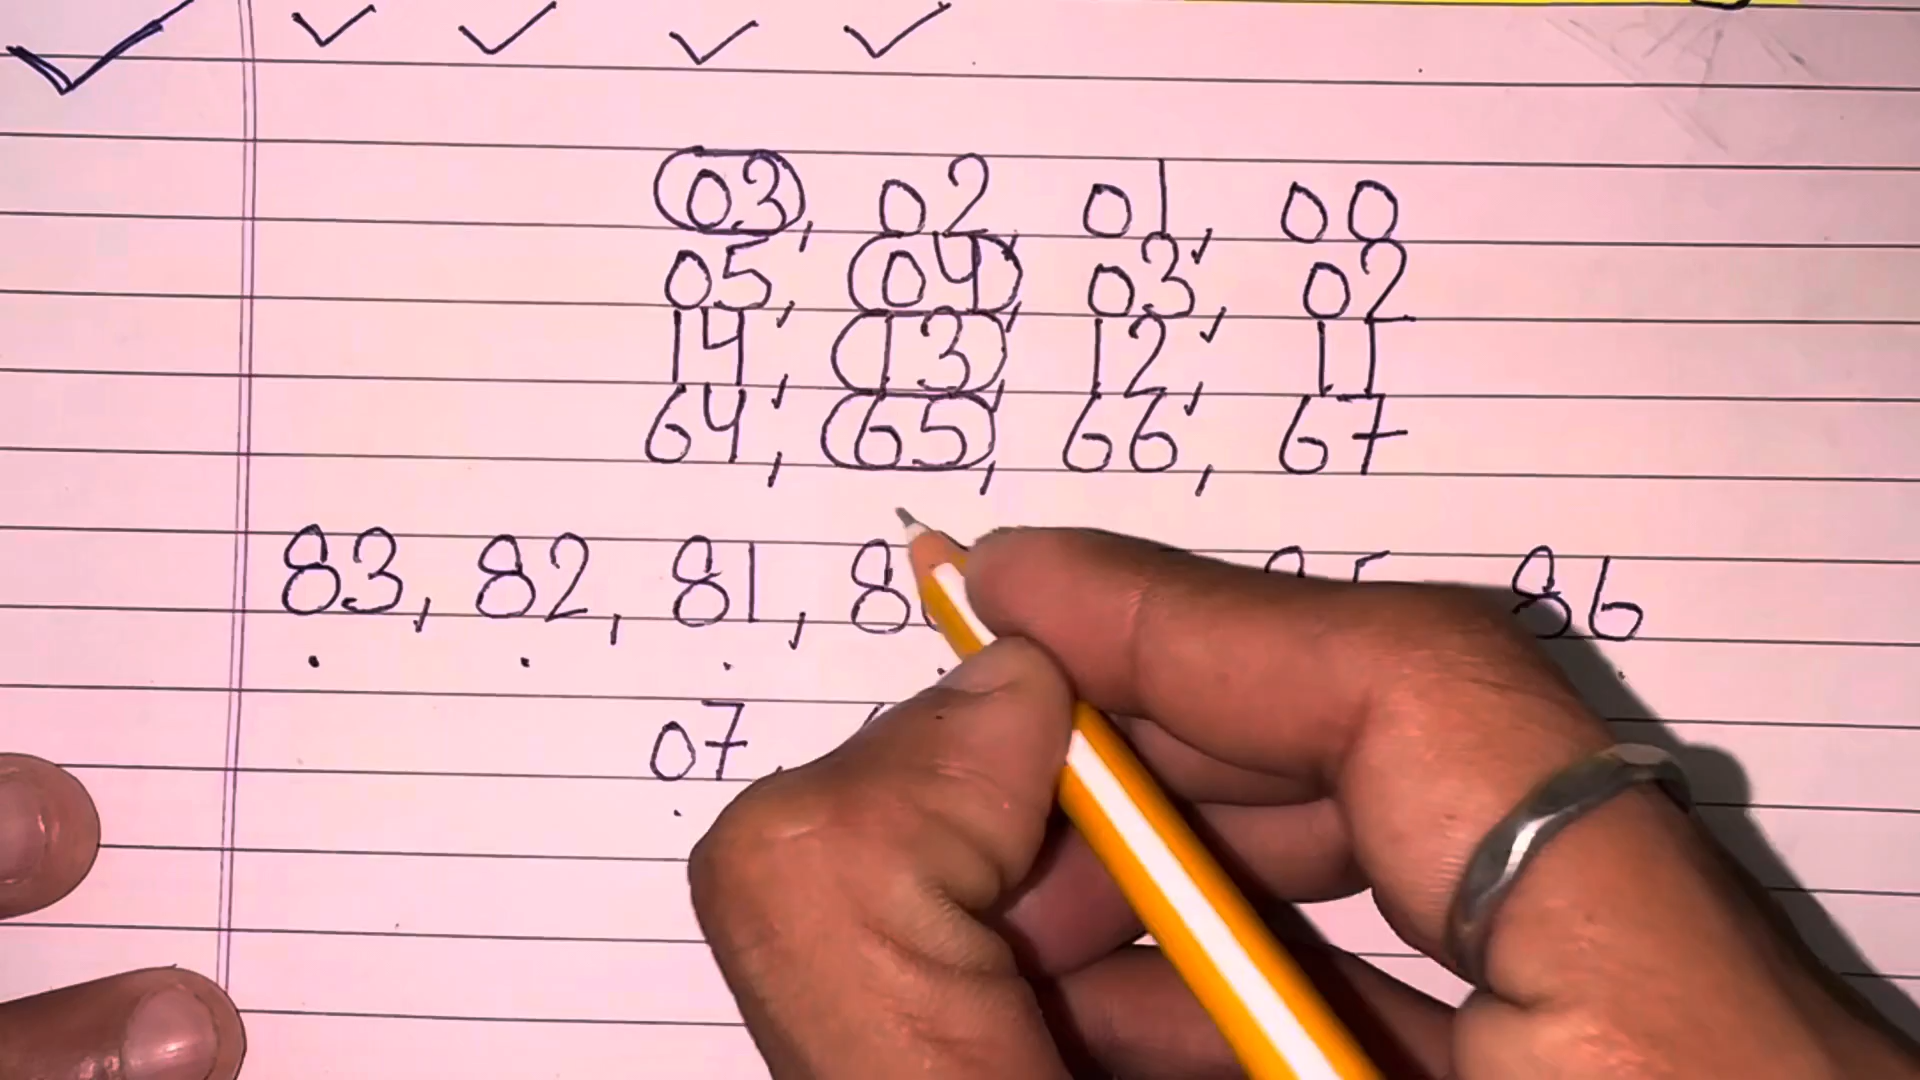 03, 02, 01, 00
05, 04, 03, 02
14, 13, 12, 11
64, 65, 66, 67
83, 82, 81, 86
07